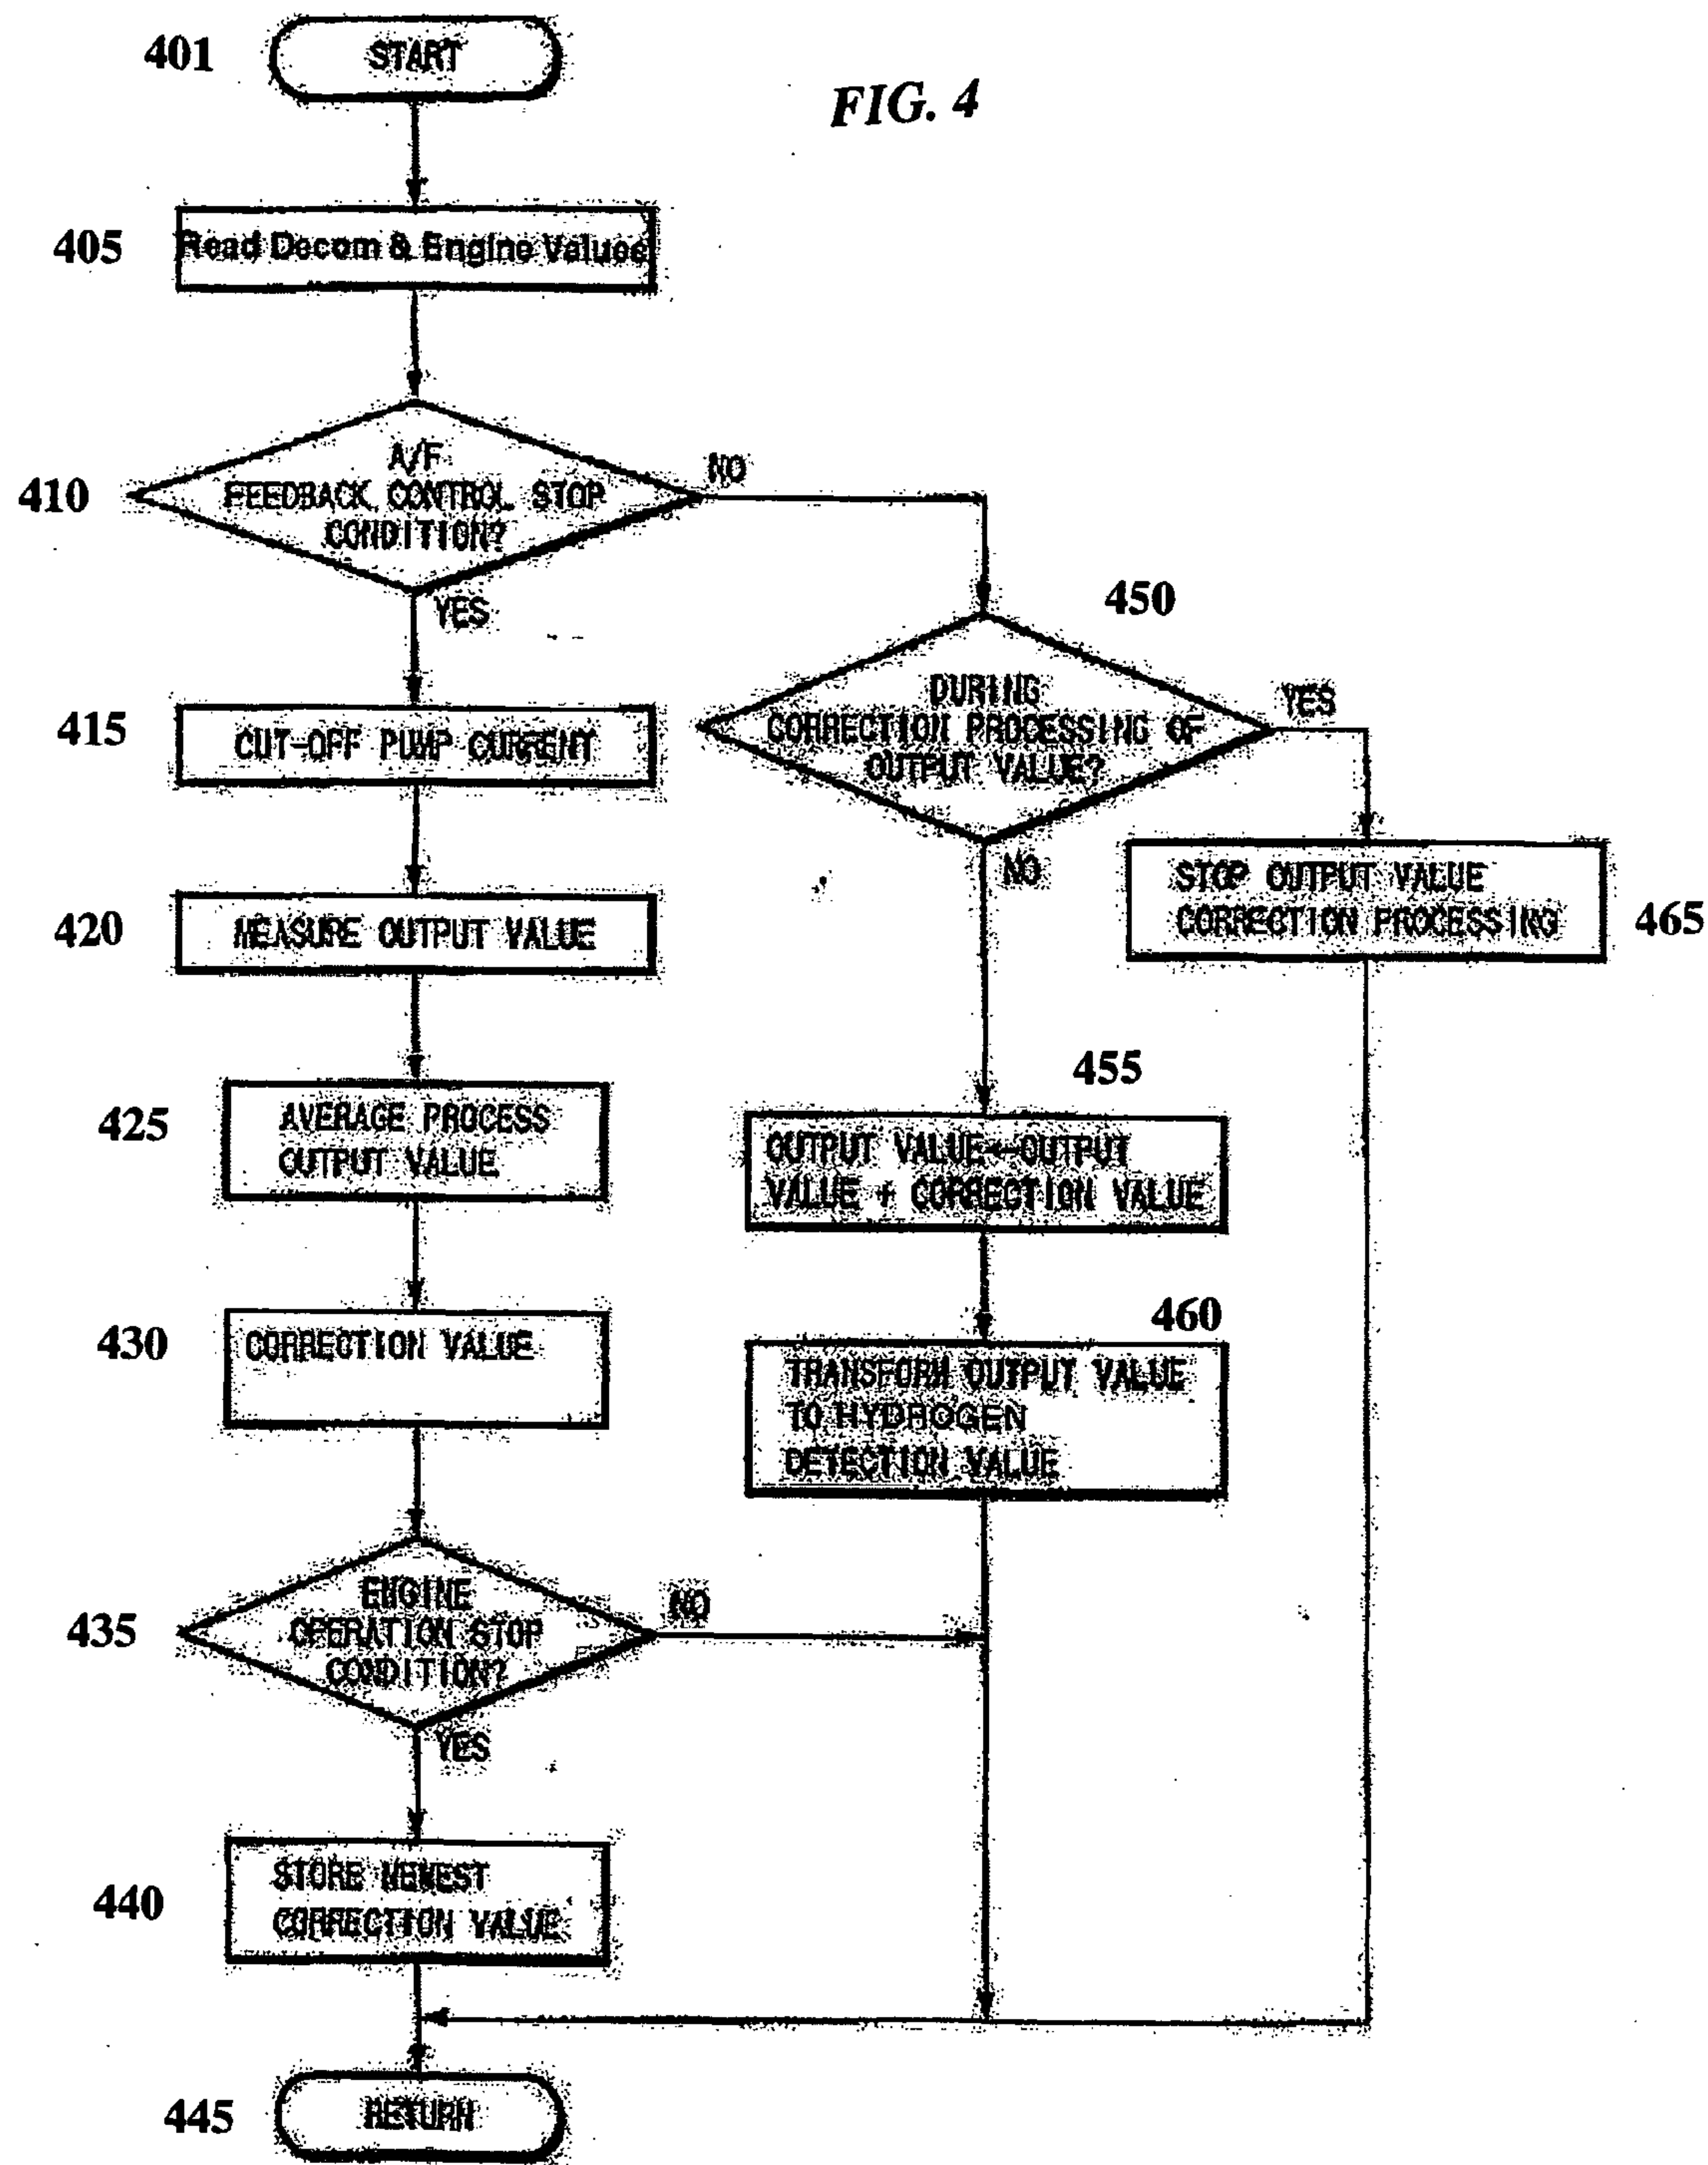 401
START
FIG. 4
405
Read Decom & Engine Values
410
A/F
FEEDBACK CONTROL STOP
CONDITION?
NO
YES
415
CUT-OFF PUMP CURRENT
420
MEASURE OUTPUT VALUE
425
AVERAGE PROCESS
OUTPUT VALUE
430
CORRECTION VALUE
435
ENGINE
OPERATION STOP
CONDITION?
NO
YES
440
STORE NEWEST
CORRECTION VALUE
445
RETURN
450
DURING
CORRECTION PROCESSING OF
OUTPUT VALUE?
YES
NO
465
STOP OUTPUT VALUE
CORRECTION PROCESSING
455
OUTPUT VALUE←OUTPUT
VALUE + CORRECTION VALUE
460
TRANSFORM OUTPUT VALUE
TO HYDROGEN
DETECTION VALUE